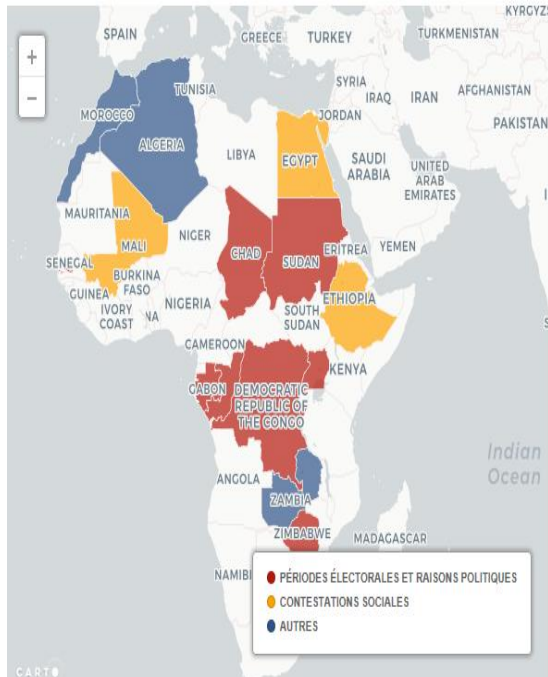 KYRGYZS
SPAIN
GREECE
TURKEY
TURKMENISTAN
+
−
TUNISIA
SYRIA
IRAQ
IRAN
AFGHANISTAN
MOROCCO
JORDAN
PAKISTAN
ALGERIA
LIBYA
EGYPT
SAUDI
ARABIA
UNITED
ARAB
EMIRATES
MAURITANIA
MALI
NIGER
CHAD
SUDAN
ERITREA
YEMEN
SENEGAL
BURKINA
FASO
GUINEA
IVORY
COAST
NA
NIGERIA
ETHIOPIA
SOUTH
SUDAN
CAMEROON
KENYA
GABON
DEMOCRATIC
REPUBLIC OF
THE CONGO
Indian
Ocean
ANGOLA
ZAMBIA
ZIMBABWE
MADAGASCAR
NAMIBI
PÉRIODES ÉLECTORALES ET RAISONS POLITIQUES
CONTESTATIONS SOCIALES
AUTRES
CARTO